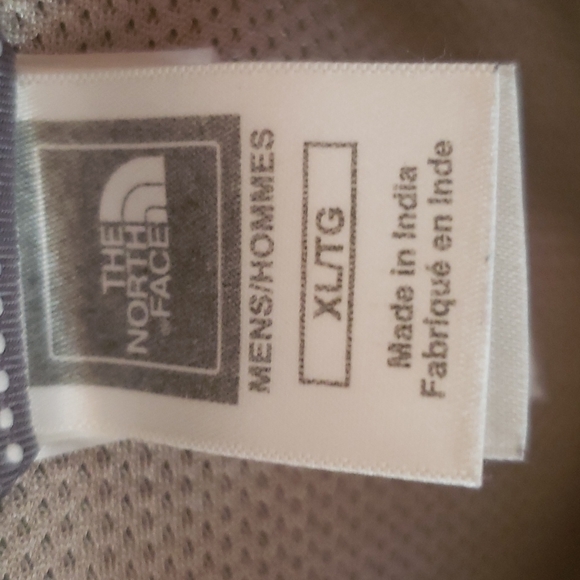 THE
NORTH
FACE
MENS/HOMMES
XL/TG
Made in India
Fabriqué en Inde